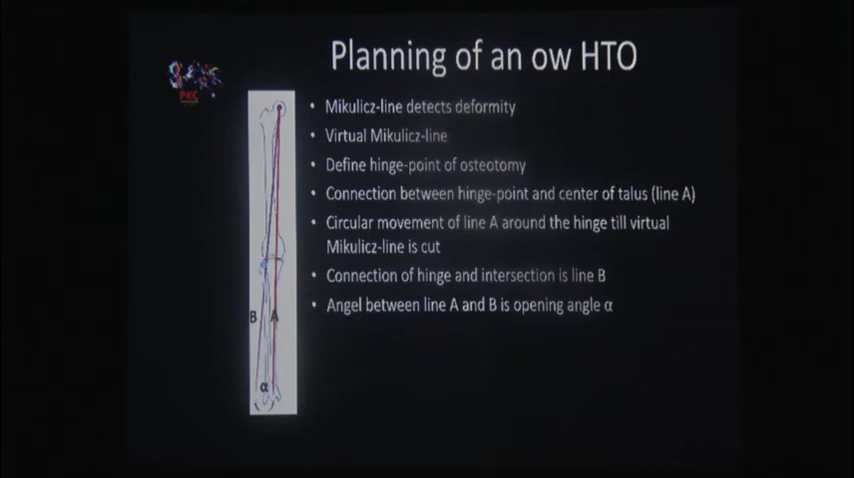 Planning of an ow HTO
PKC
• Mikulicz-line detects deformity
• Virtual Mikulicz-line
• Define hinge-point of osteotomy
• Connection between hinge-point and center of talus (line A)
• Circular movement of line A around the hinge till virtual
Mikulicz-line is cut
• Connection of hinge and intersection is line B
• Angel between line A and B is opening angle α
B A
α